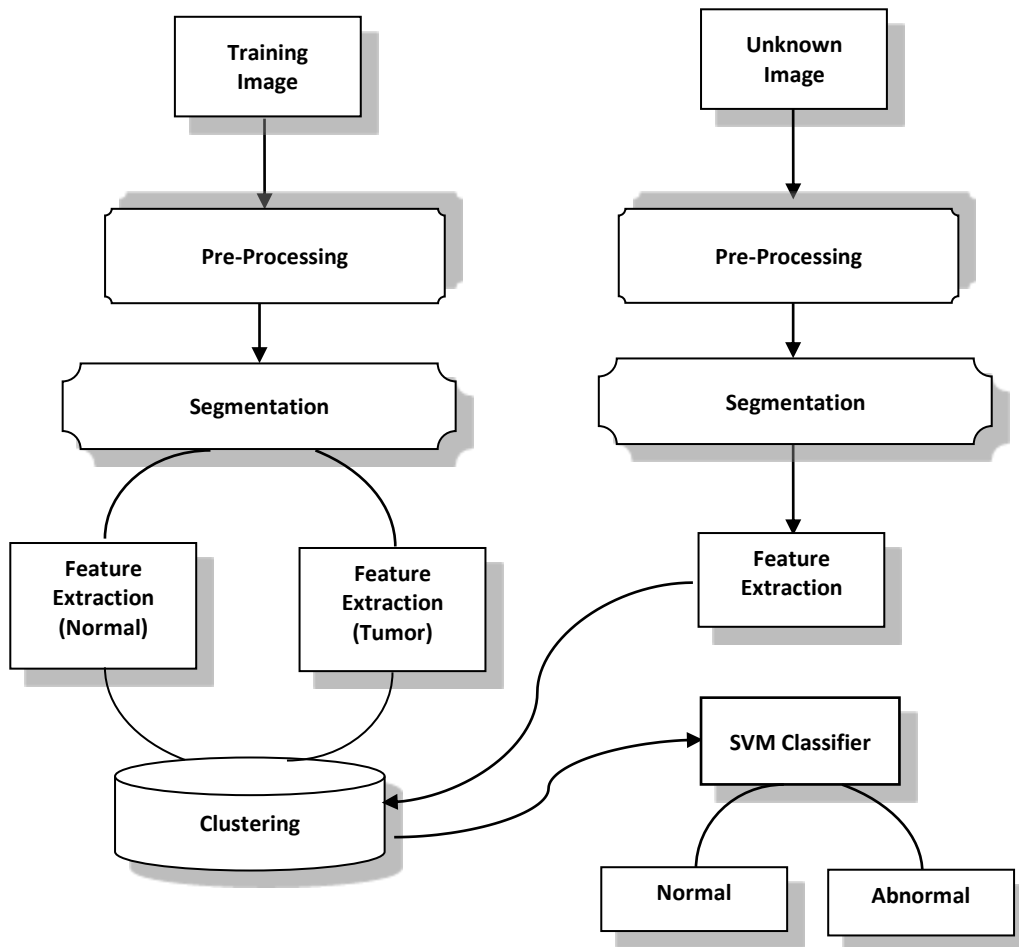 Training
Image
Unknown
Image
Pre-Processing
Pre-Processing
Segmentation
Segmentation
Feature
Extraction
(Normal)
Feature
Extraction
(Tumor)
Feature
Extraction
SVM Classifier
Clustering
Normal
Abnormal